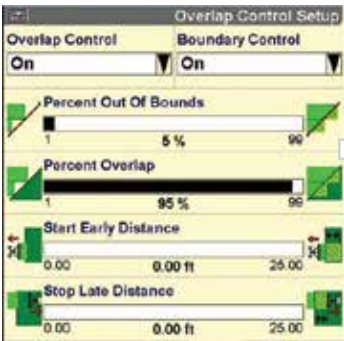 Overlap Control Setup
Overlap Control Boundary Control
On On
Percent Out Of Bounds
1 5 % 99
Percent Overlap
1 95 % 99
Start Early Distance
0.00 0.00 ft 25.00
Stop Late Distance
0.00 0.00 ft 25.00